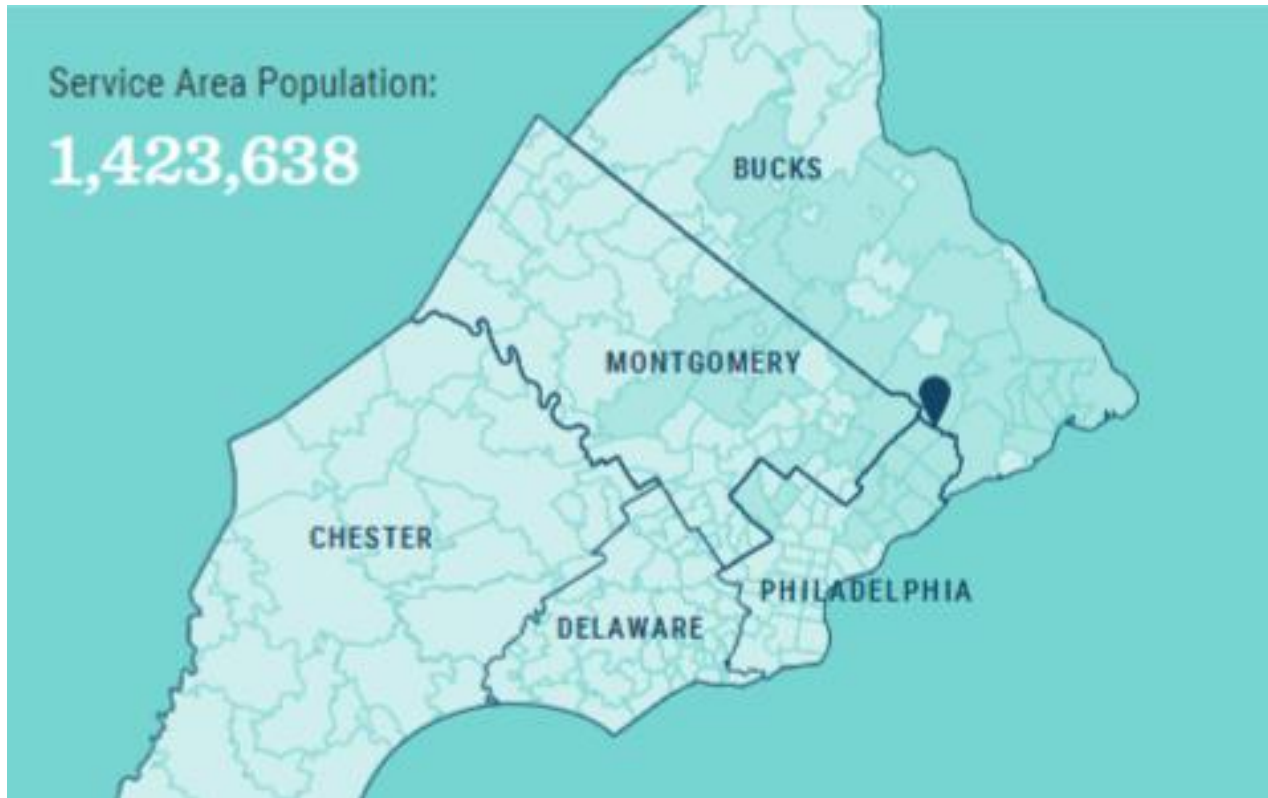 Service Area Population:
1,423,638
BUCKS
MONTGOMERY
CHESTER
PHILADELPHIA
DELAWARE